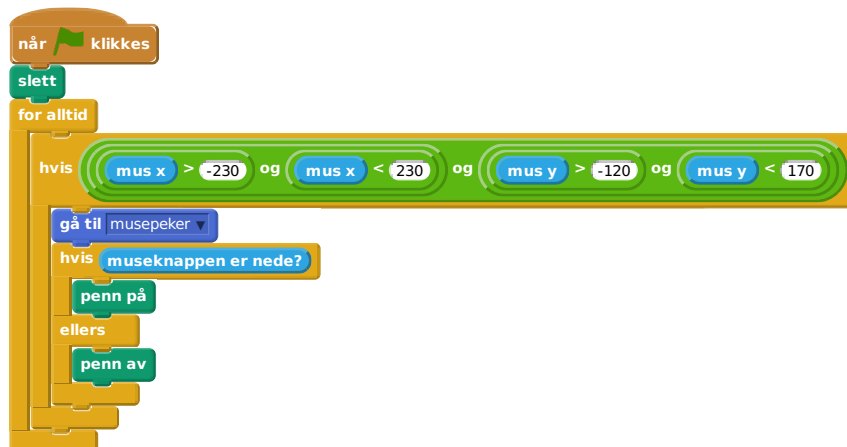 når klikkes
slett
for alltid
hvis mus x > -230 og mus x < 230 og mus y > -120 og mus y < 170
gå til musepeker
hvis museknappen er nede?
penn på
ellers
penn av